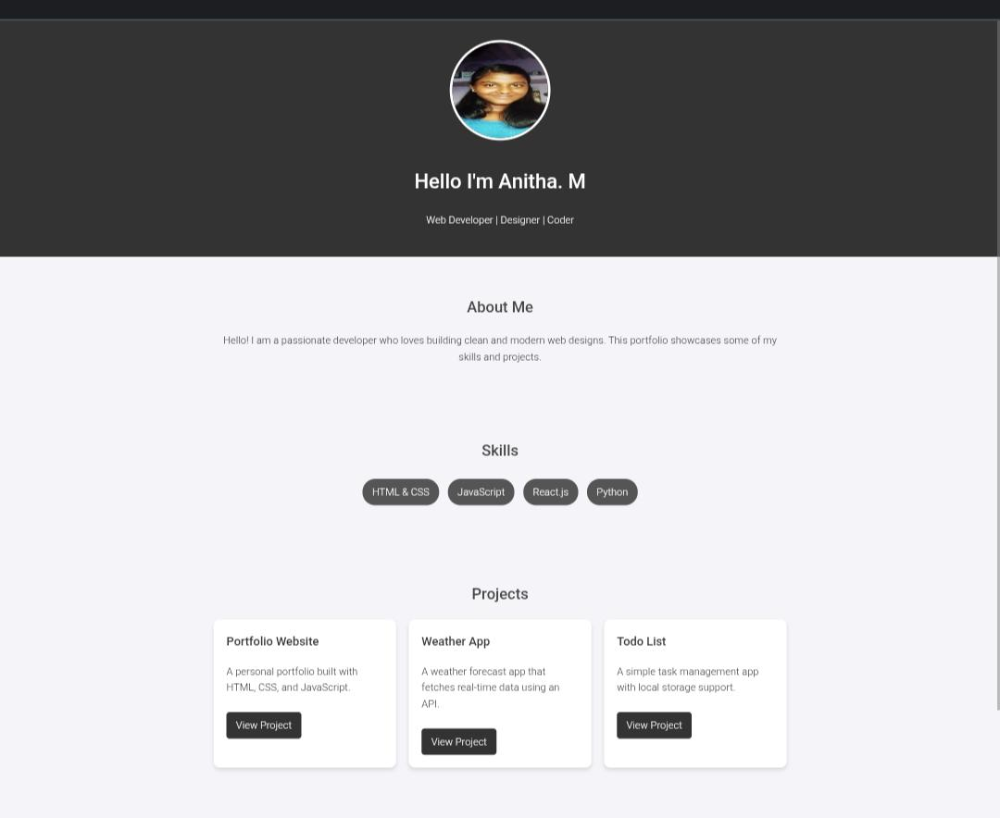 Hello I'm Anitha. M
Web Developer | Designer | Coder
About Me
Hello! I am a passionate developer who loves building clean and modern web designs. This portfolio showcases some of my
skills and projects.
Skills
HTML & CSS
JavaScript
React.js
Python
Projects
Portfolio Website
A personal portfolio built with
HTML, CSS, and JavaScript.
View Project
Weather App
A weather forecast app that
fetches real-time data using an
API.
View Project
Todo List
A simple task management app
with local storage support.
View Project